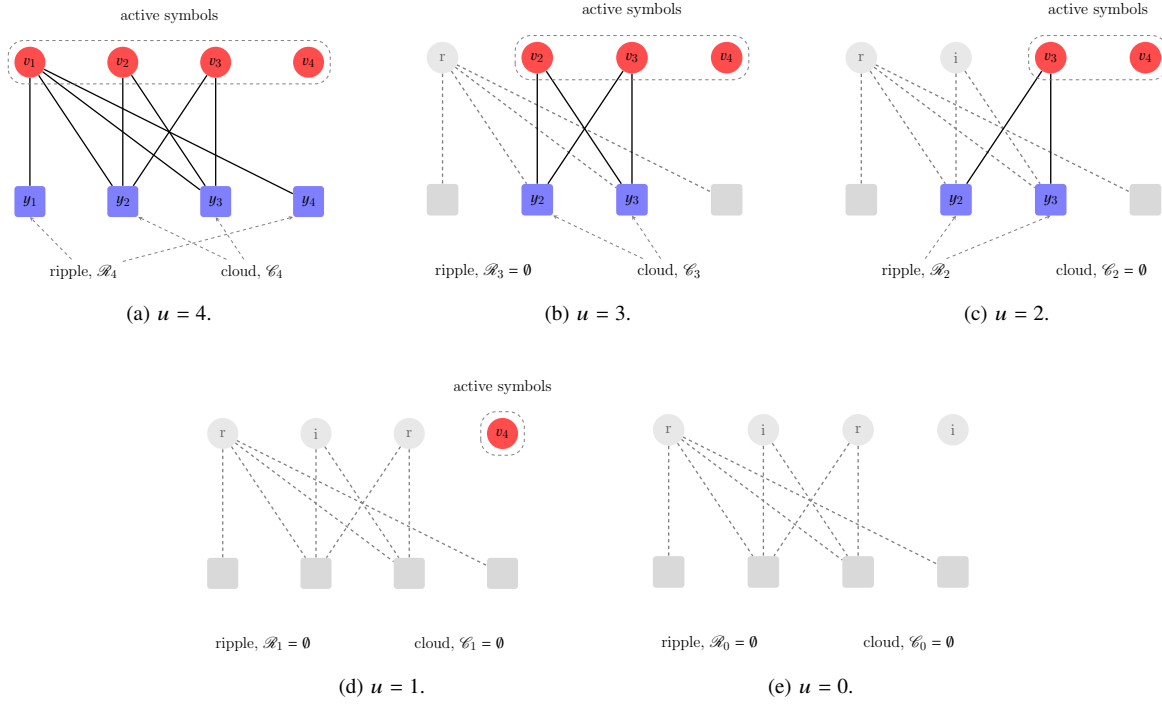 active symbols
v₁ v₂ v₃ v₄
y₁ y₂ y₃ y₄
ripple, ℛ₄ cloud, 𝒞₄
(a) u = 4.
active symbols
r v₂ v₃ v₄
y₂ y₃
ripple, ℛ₃ = ∅ cloud, 𝒞₃
(b) u = 3.
active symbols
r i v₃ v₄
y₂ y₃
ripple, ℛ₂ cloud, 𝒞₂ = ∅
(c) u = 2.
active symbols
r i r v₄
ripple, ℛ₁ = ∅ cloud, 𝒞₁ = ∅
(d) u = 1.
r i r i
ripple, ℛ₀ = ∅ cloud, 𝒞₀ = ∅
(e) u = 0.